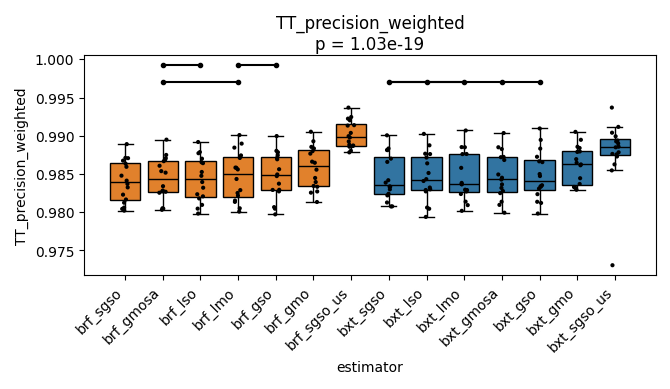 TT_precision_weighted
p = 1.03e-19
1.000
0.995
0.990
0.985
0.980
0.975
TT_precision_weighted
brf_sgso
brf_gmosa
brf_lso
brf_lmo
brf_gso
brf_gmo
brf_sgso_us
bxt_sgso
bxt_lso
bxt_lmo
bxt_gmosa
bxt_gso
bxt_gmo
bxt_sgso_us
estimator